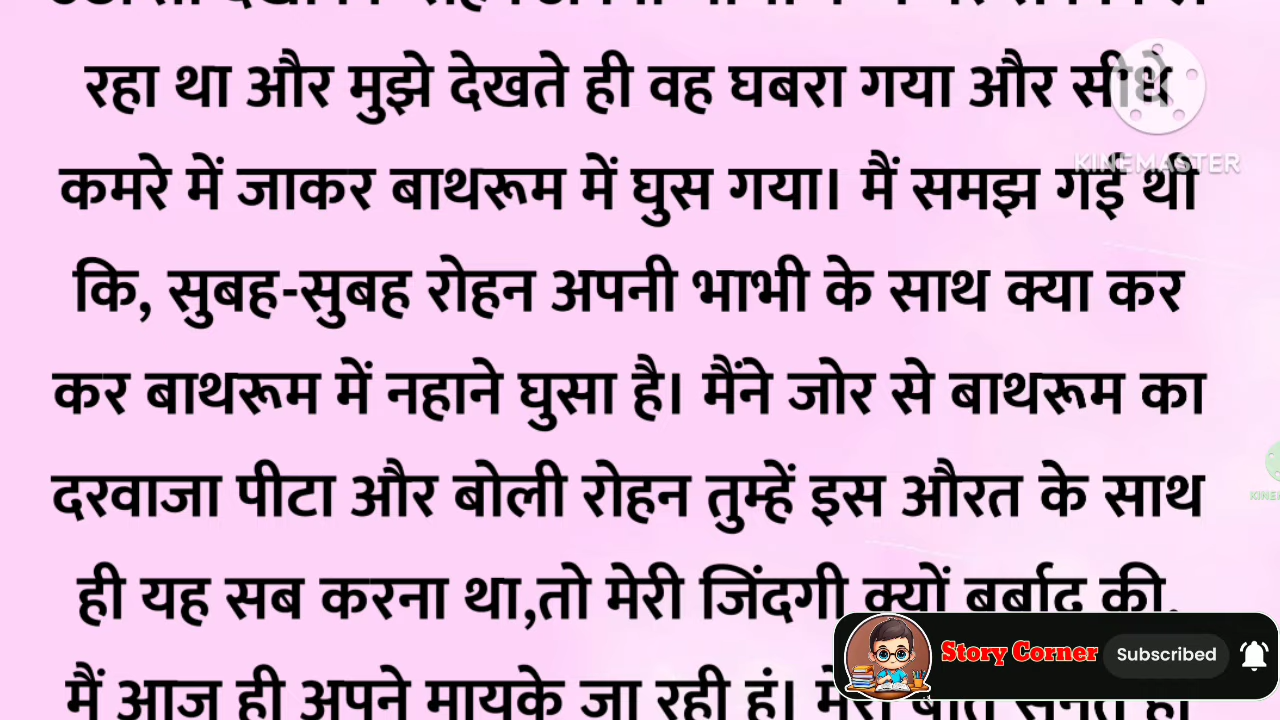 रहा था और मुझे देखते ही वह घबरा गया और सीधे
कमरे में जाकर बाथरूम में घुस गया। मैं समझ गई थी
KINEMASTER
कि, सुबह-सुबह रोहन अपनी भाभी के साथ क्या कर
कर बाथरूम में नहाने घुसा है। मैंने जोर से बाथरूम का
दरवाजा पीटा और बोली रोहन तुम्हें इस औरत के साथ
ही यह सब करना था,तो मेरी जिंदगी क्यों बर्बाद की,
मैं आज ही अपने मायके जा रही हूं। मेरी बात सुनते ही
Story Corner Subscribed